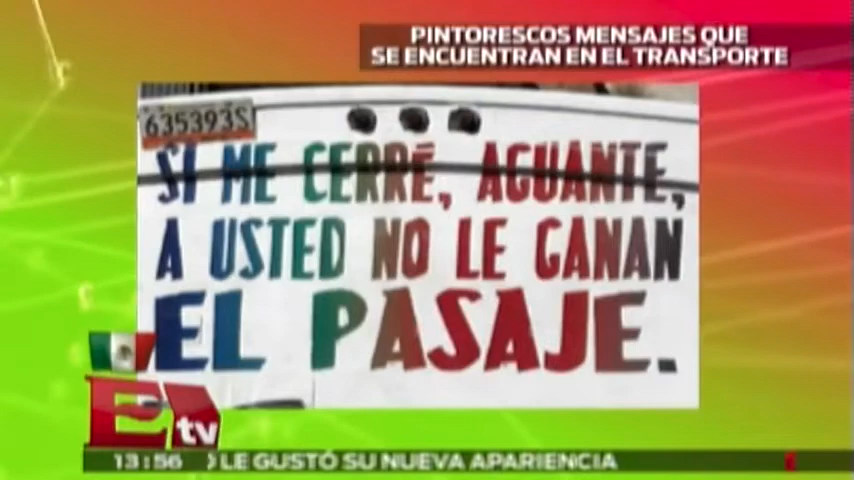 PINTORESCOS MENSAJES QUE
SE ENCUENTRAN EN EL TRANSPORTE
635393S
SI ME CERRÉ, AGUANTE,
A USTED NO LE GANAN
EL PASAJE.
E tv
13:56 O LE GUSTÓ SU NUEVA APARIENCIA